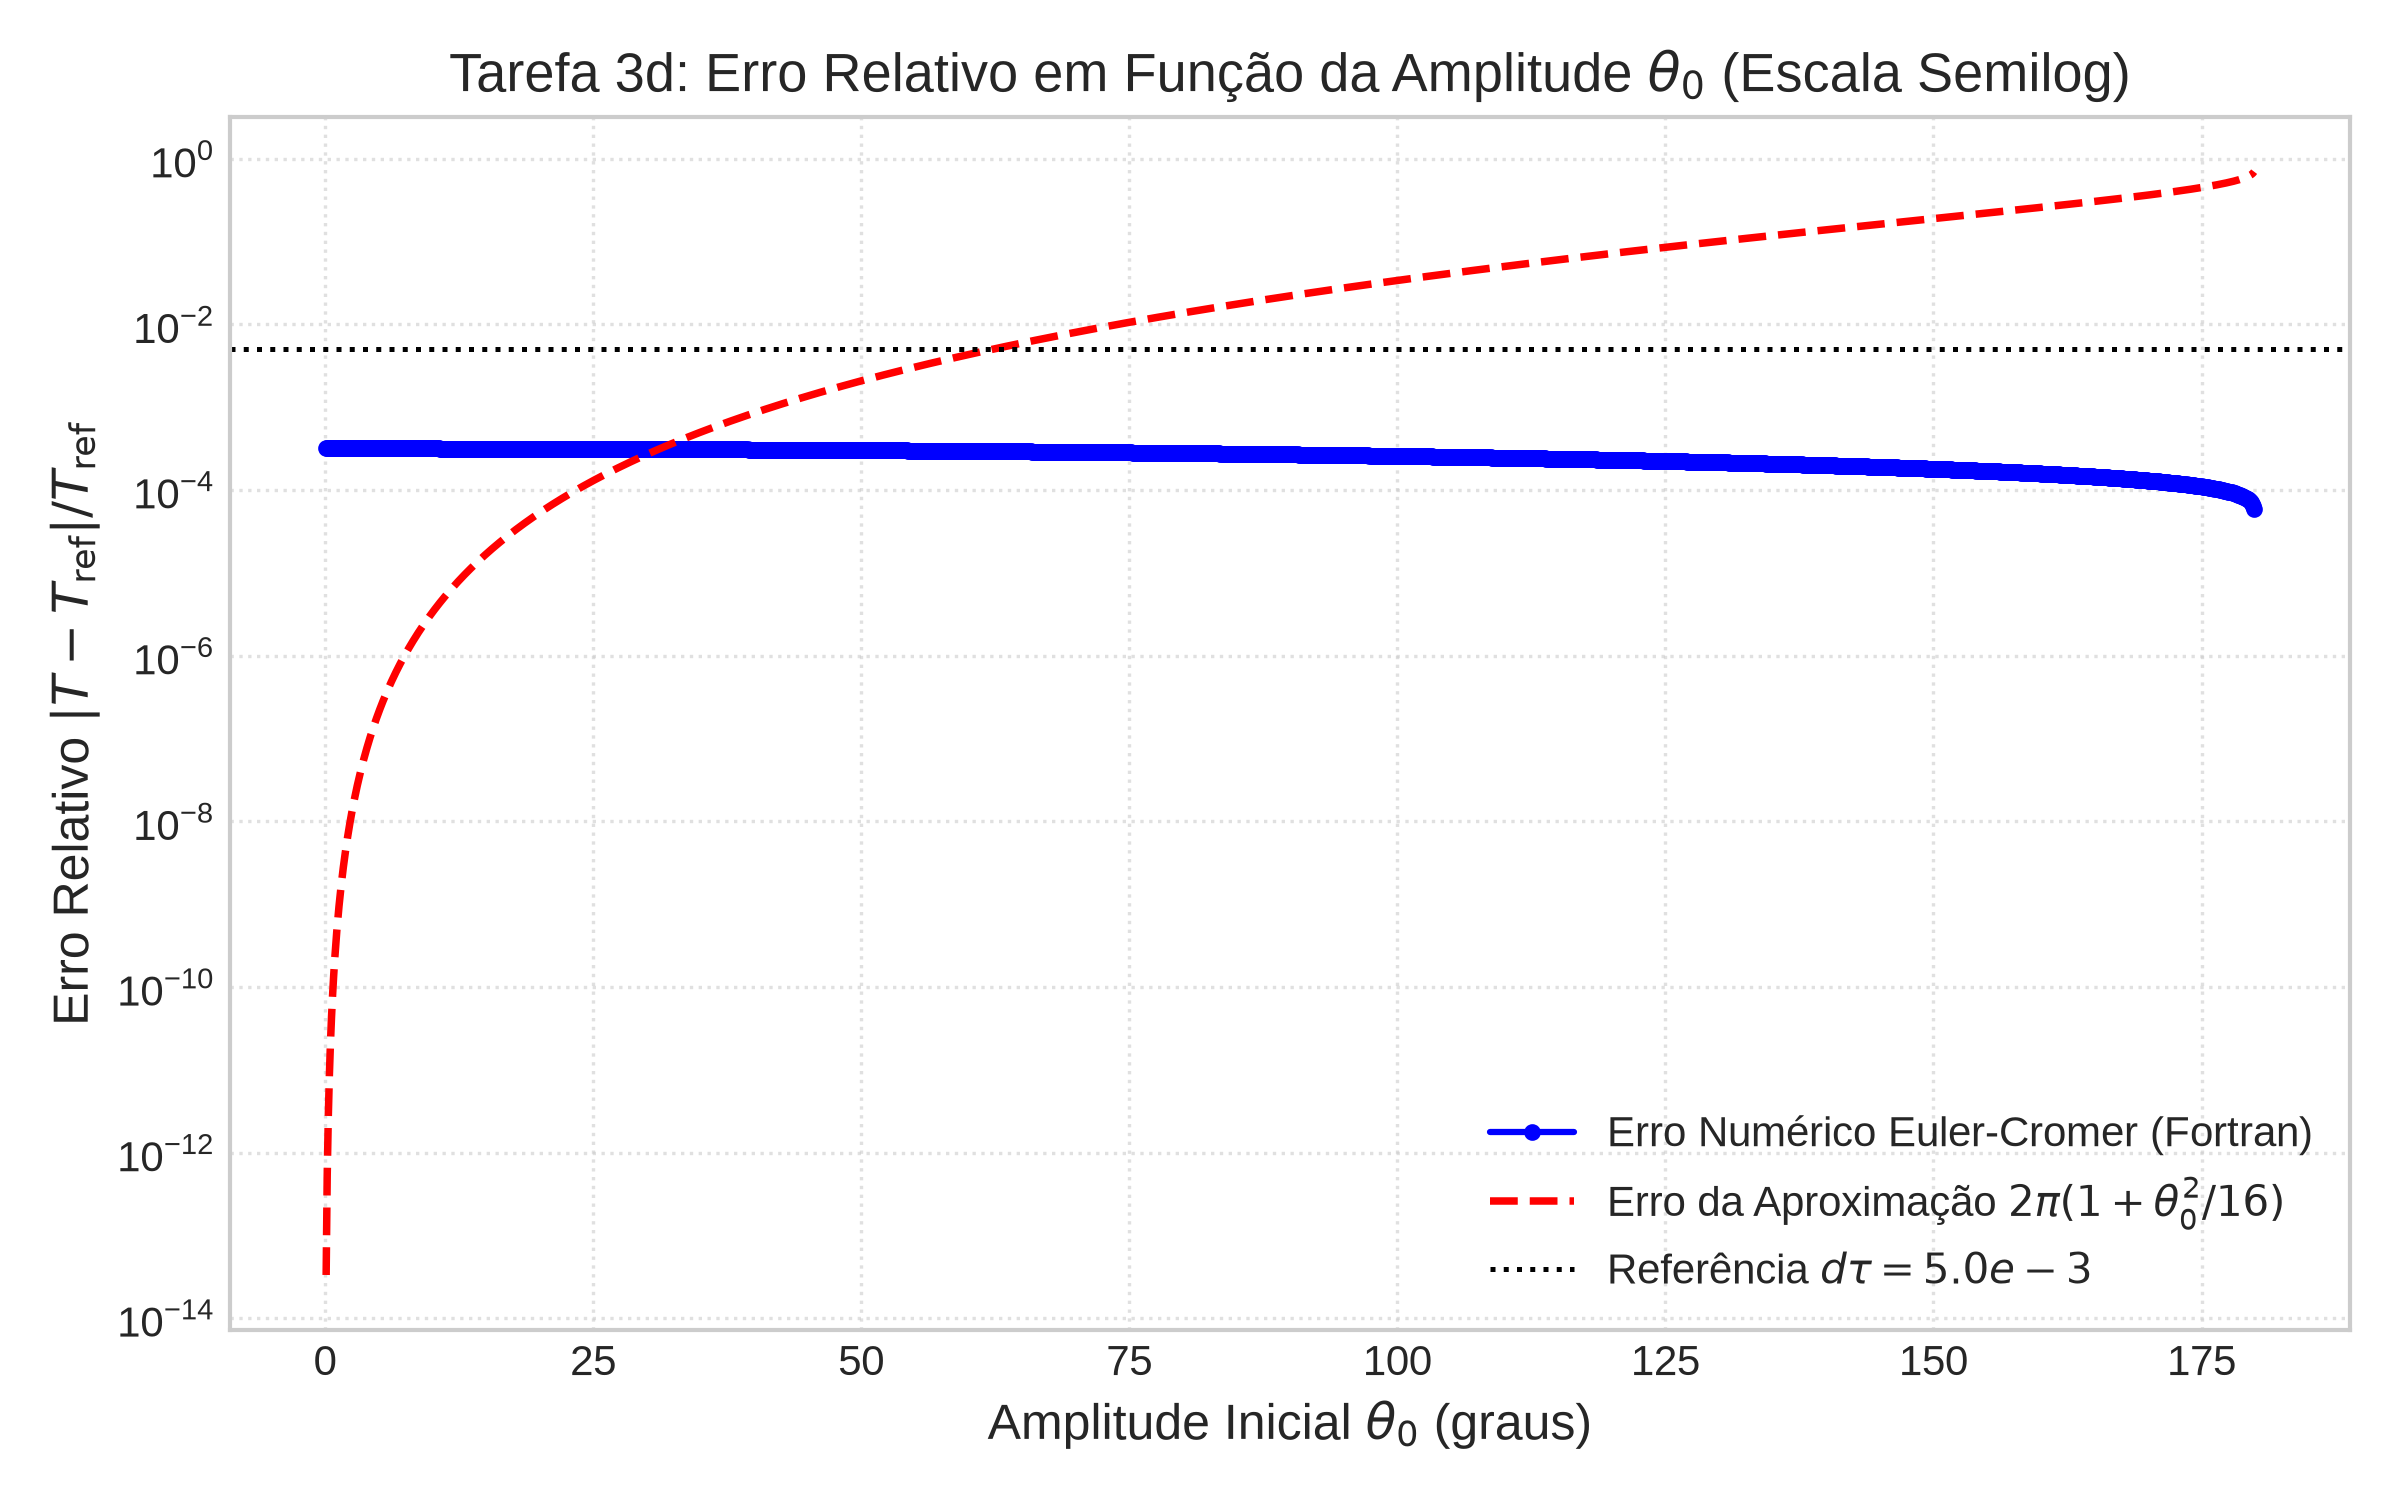 Tarefa 3d: Erro Relativo em Função da Amplitude θ₀ (Escala Semilog)
Erro Relativo |T − T_ref|/T_ref
10⁰
10⁻²
10⁻⁴
10⁻⁶
10⁻⁸
10⁻¹⁰
10⁻¹²
10⁻¹⁴
Erro Numérico Euler-Cromer (Fortran)
Erro da Aproximação 2π(1 + θ₀²/16)
Referência dτ = 5.0e − 3
0 25 50 75 100 125 150 175
Amplitude Inicial θ₀ (graus)